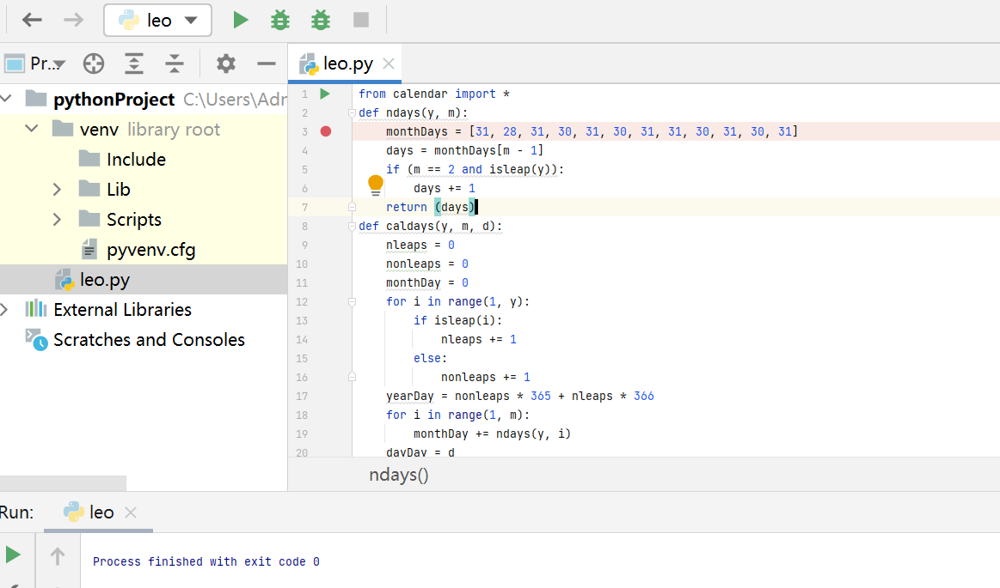 leo
Pr...
leo.py
pythonProject C:\Users\Adr
venv library root
Include
Lib
Scripts
pyvenv.cfg
leo.py
External Libraries
Scratches and Consoles
1 from calendar import *
2 def ndays(y, m):
3 monthDays = [31, 28, 31, 30, 31, 30, 31, 31, 30, 31, 30, 31]
4 days = monthDays[m - 1]
5 if (m == 2 and isleap(y)):
6 days += 1
7 return (days)
8 def caldays(y, m, d):
9 nleaps = 0
10 nonleaps = 0
11 monthDay = 0
12 for i in range(1, y):
13 if isleap(i):
14 nleaps += 1
15 else:
16 nonleaps += 1
17 yearDay = nonleaps * 365 + nleaps * 366
18 for i in range(1, m):
19 monthDay += ndays(y, i)
20 dayDay = d
ndays()
Run:
leo
Process finished with exit code 0